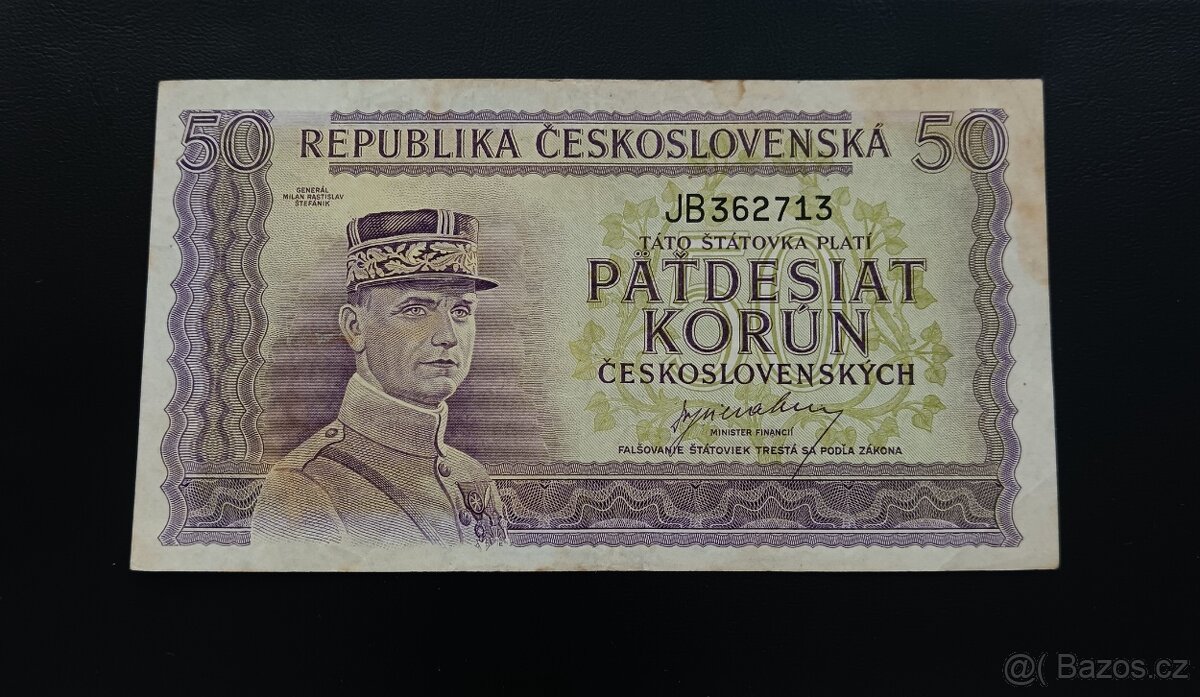 50 REPUBLIKA ČESKOSLOVENSKÁ 50
GENERÁL
MILAN RASTISLAV
ŠTEFÁNIK
JB362713
TÁTO ŠTÁTOVKA PLATÍ
PÄŤDESIAT
KORÚN
ČESKOSLOVENSKÝCH
MINISTER FINANCIÍ
FALŠOVANIE ŠTÁTOVIEK TRESTÁ SA PODĽA ZÁKONA
@( Bazos.cz